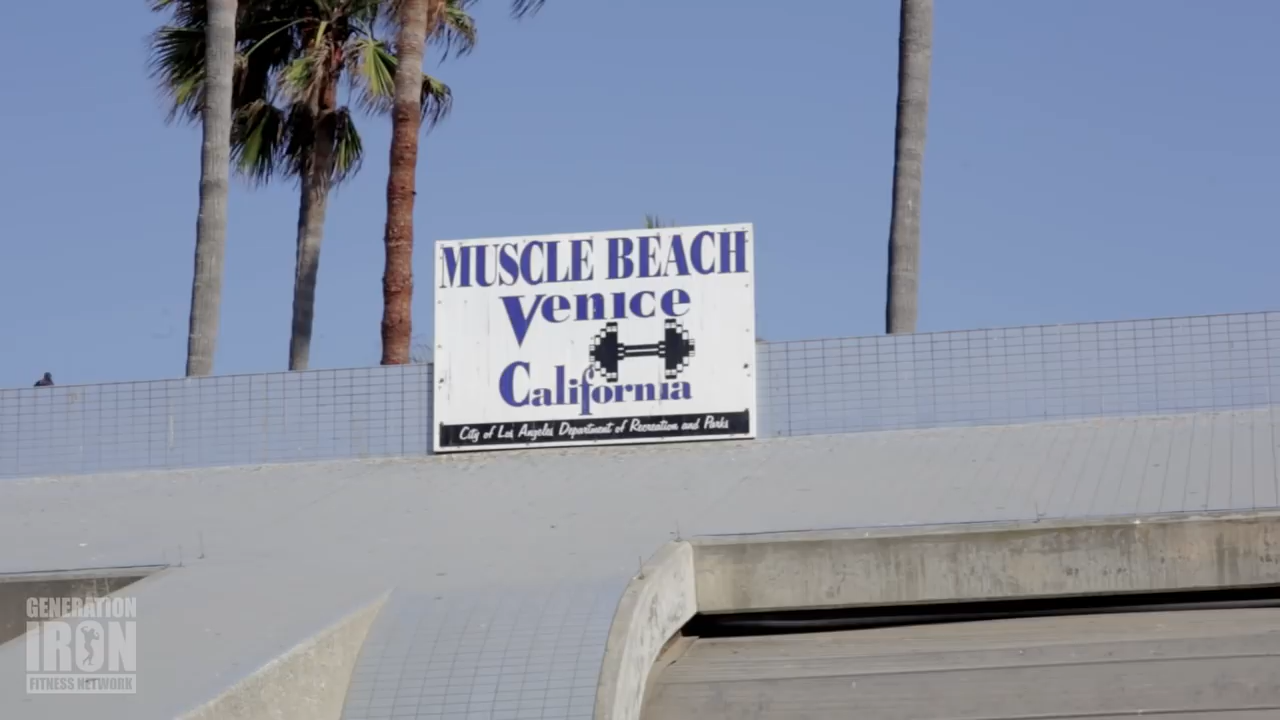 MUSCLE BEACH
Venice
California
City of Los Angeles Department of Recreation and Parks
GENERATION
IRON
FITNESS NETWORK